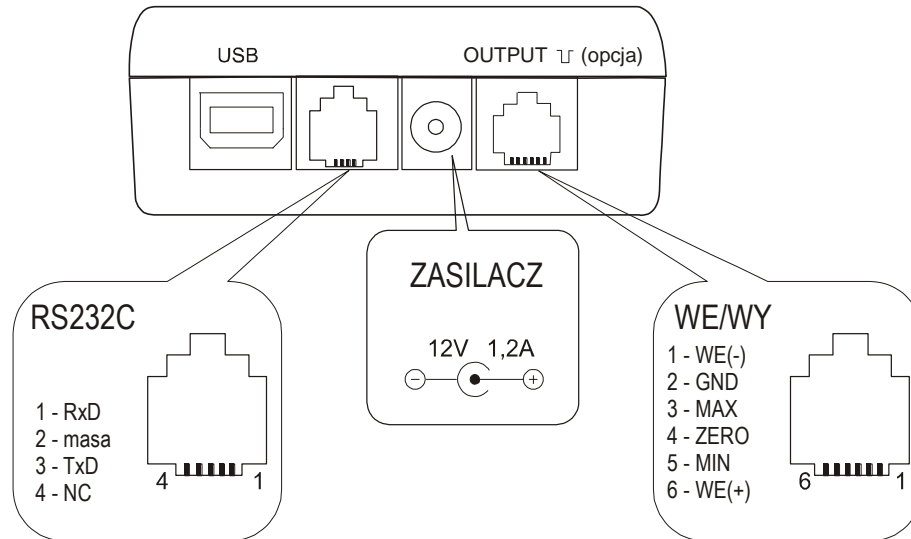 USB
OUTPUT (opcja)
RS232C
1 - RxD
2 - masa
3 - TxD
4 - NC
4 1
ZASILACZ
12V 1,2A
WE/WY
1 - WE(-)
2 - GND
3 - MAX
4 - ZERO
5 - MIN
6 - WE(+)
6 1